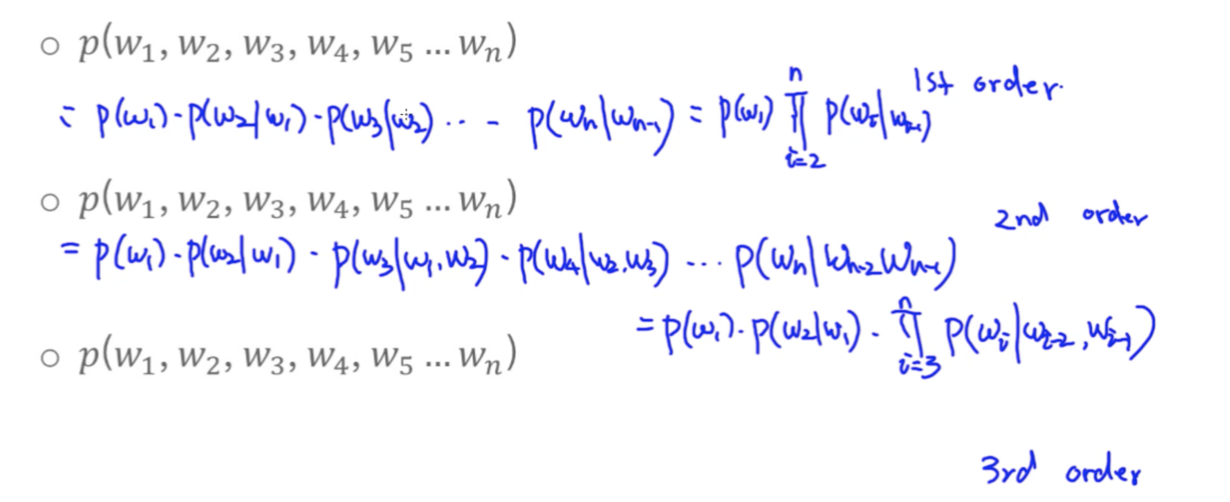 ○ p(w₁, w₂, w₃, w₄, w₅ … wₙ)
1st order.
= p(w₁) · p(w₂|w₁) · p(w₃|w₂) ⋯ p(wₙ|wₙ₋₁) = p(w₁) ∏ᵢ₌₂ⁿ p(wᵢ|wᵢ₋₁)
○ p(w₁, w₂, w₃, w₄, w₅ … wₙ)
2nd order
= p(w₁) · p(w₂|w₁) · p(w₃|w₁,w₂) · p(w₄|w₂,w₃) ⋯ p(wₙ|wₙ₋₂wₙ₋₁)
= p(w₁) · p(w₂|w₁) · ∏ᵢ₌₃ⁿ p(wᵢ|wᵢ₋₂,wᵢ₋₁)
○ p(w₁, w₂, w₃, w₄, w₅ … wₙ)
3rd order